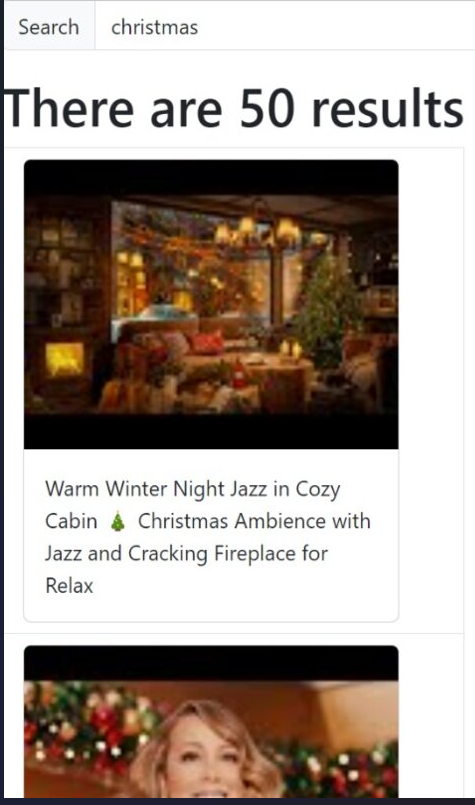 Search christmas
There are 50 results
Warm Winter Night Jazz in Cozy
Cabin 🎄 Christmas Ambience with
Jazz and Cracking Fireplace for
Relax